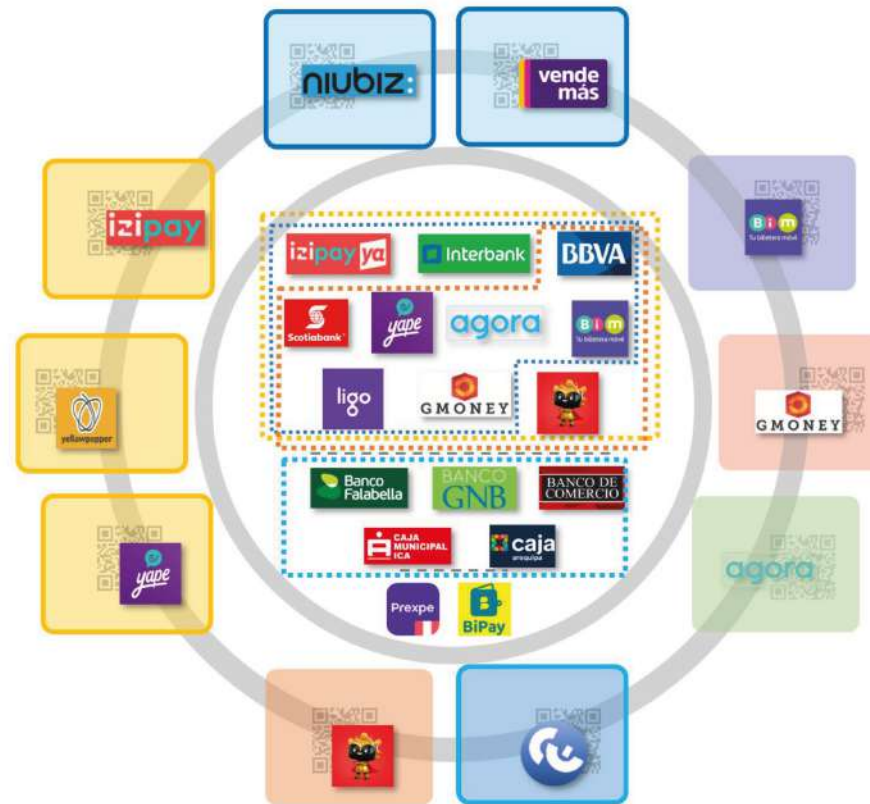 niubiz:
vende
más
izipay
Bim
Tu billetera móvil
izipay ya
Interbank
BBVA
Scotiabank
yape
agora
Bim
Tu billetera móvil
yellowpepper
ligo
GMONEY
GMONEY
Banco
Falabella
BANCO
GNB
BANCO DE
COMERCIO
yape
CAJA
MUNICIPAL
ICA
caja
arequipa
agora
Prexpe
BiPay